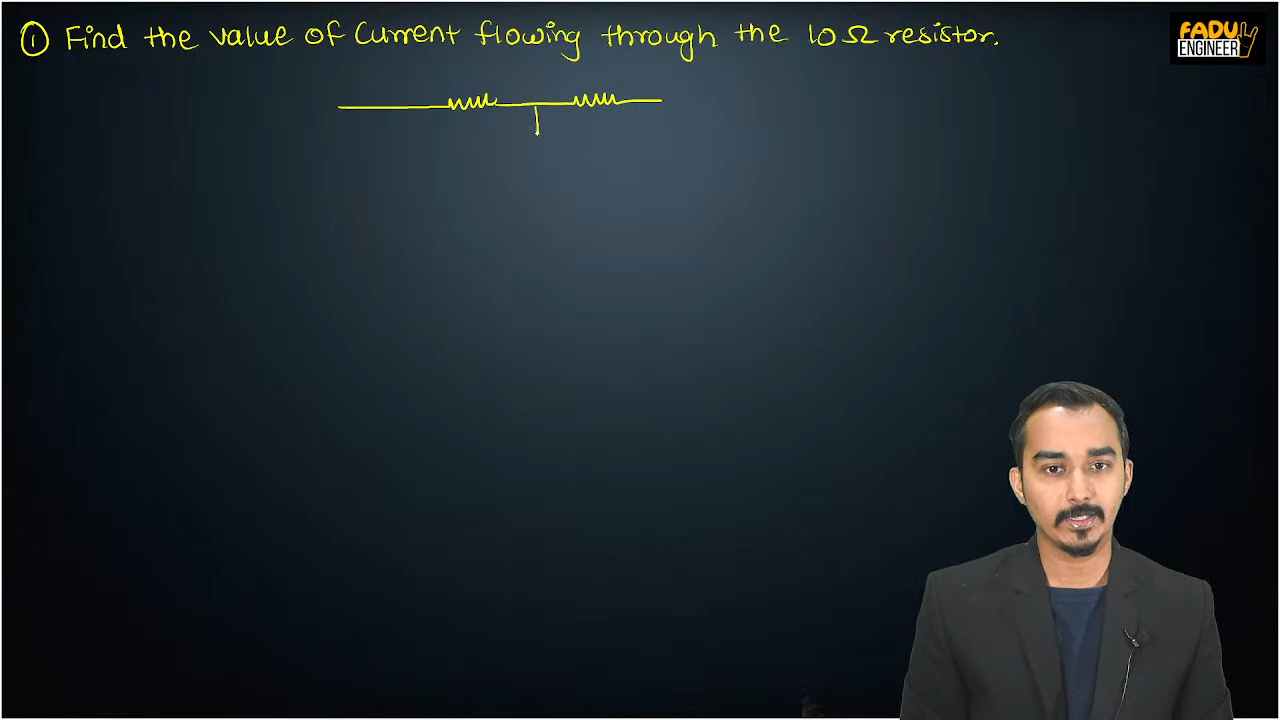 ① Find the value of current flowing through the 10Ω resistor.
FADU
ENGINEER